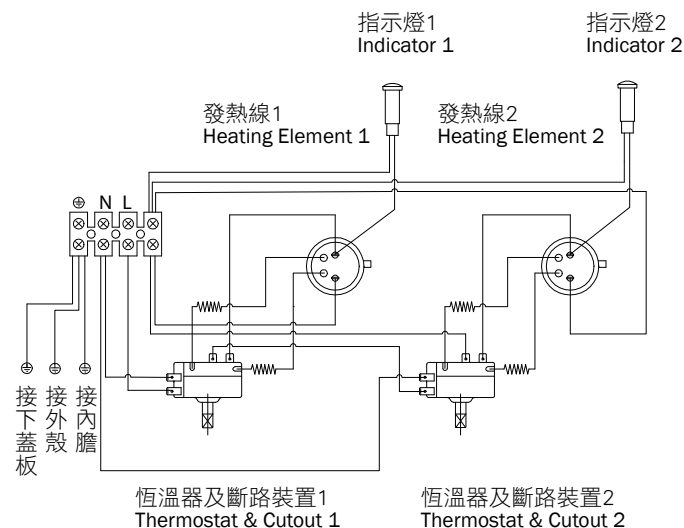 指示燈1
Indicator 1
指示燈2
Indicator 2
發熱線1
Heating Element 1
發熱線2
Heating Element 2
N L
接下蓋板
接外殼
接內膽
恆溫器及斷路裝置1
Thermostat & Cutout 1
恆溫器及斷路裝置2
Thermostat & Cutout 2